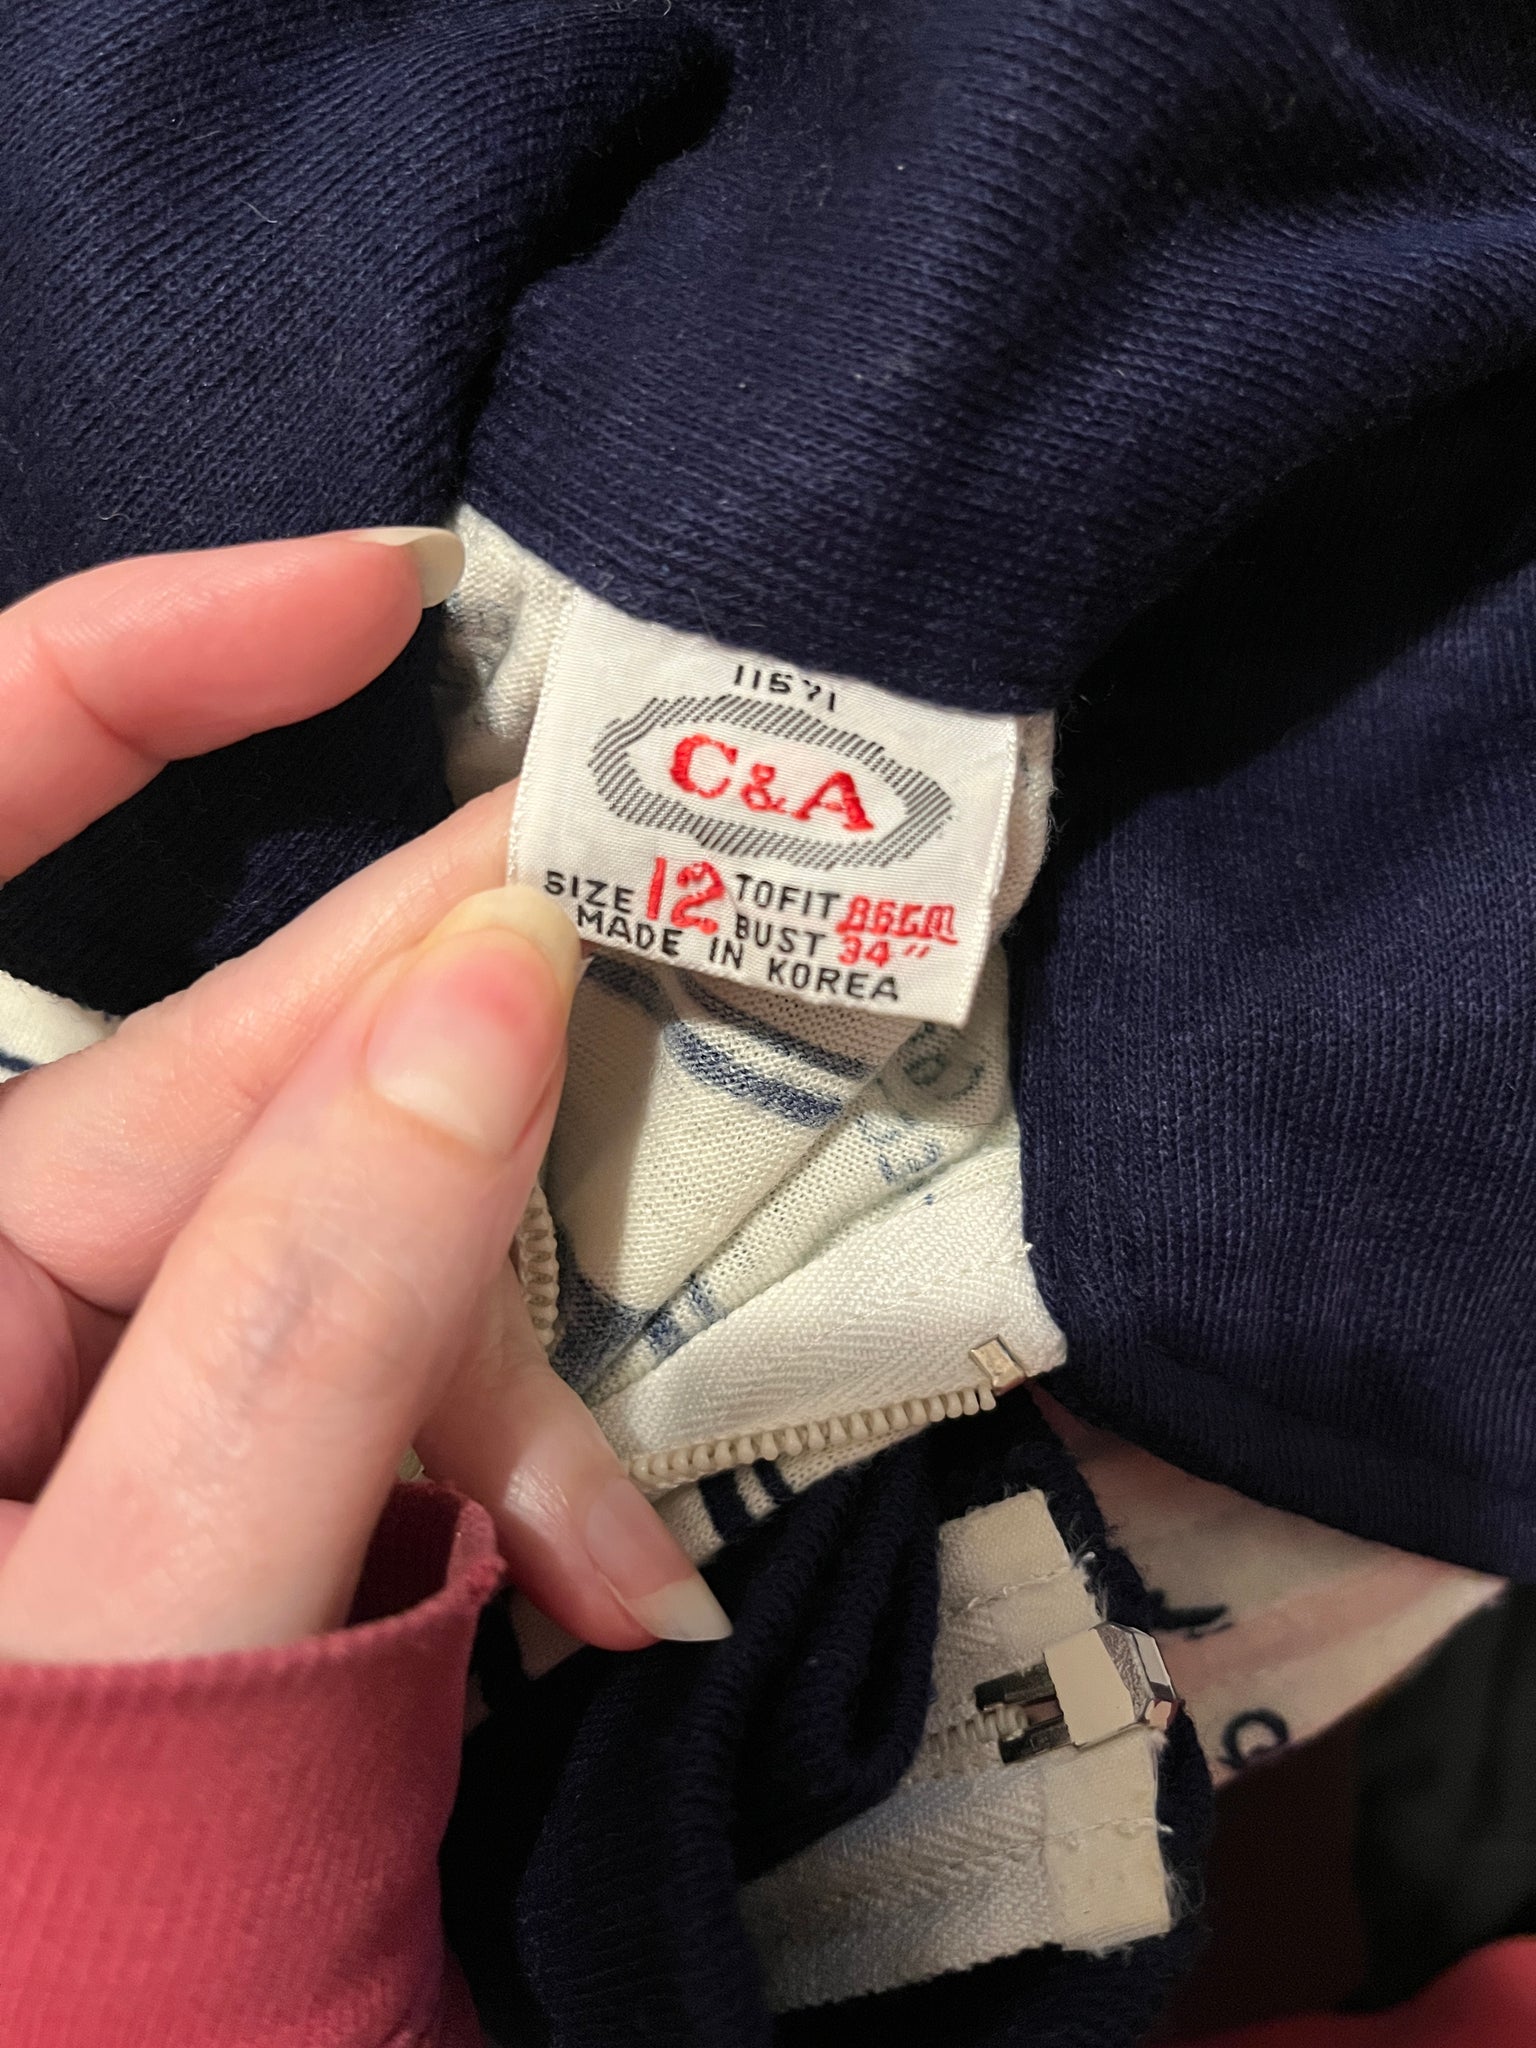 11571
C&A
SIZE 12 TO FIT 86cm
BUST 34"
MADE IN KOREA